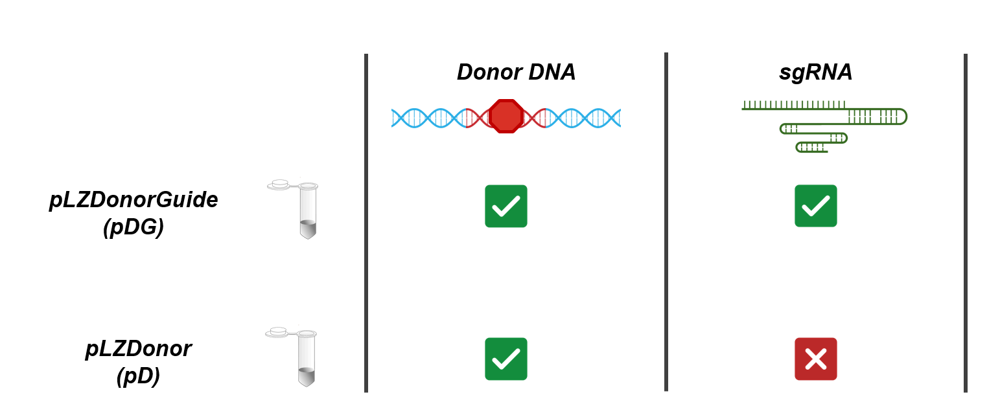 Donor DNA
sgRNA
pLZDonorGuide
(pDG)
pLZDonor
(pD)